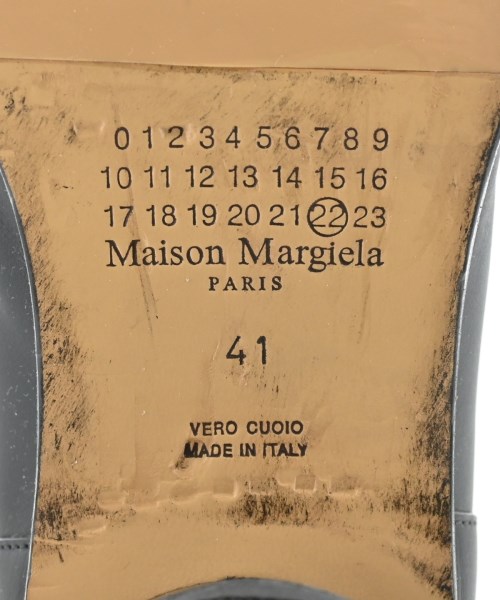 0 1 2 3 4 5 6 7 8 9
10 11 12 13 14 15 16
17 18 19 20 21 22 23
Maison Margiela
PARIS
41
VERO CUOIO
MADE IN ITALY